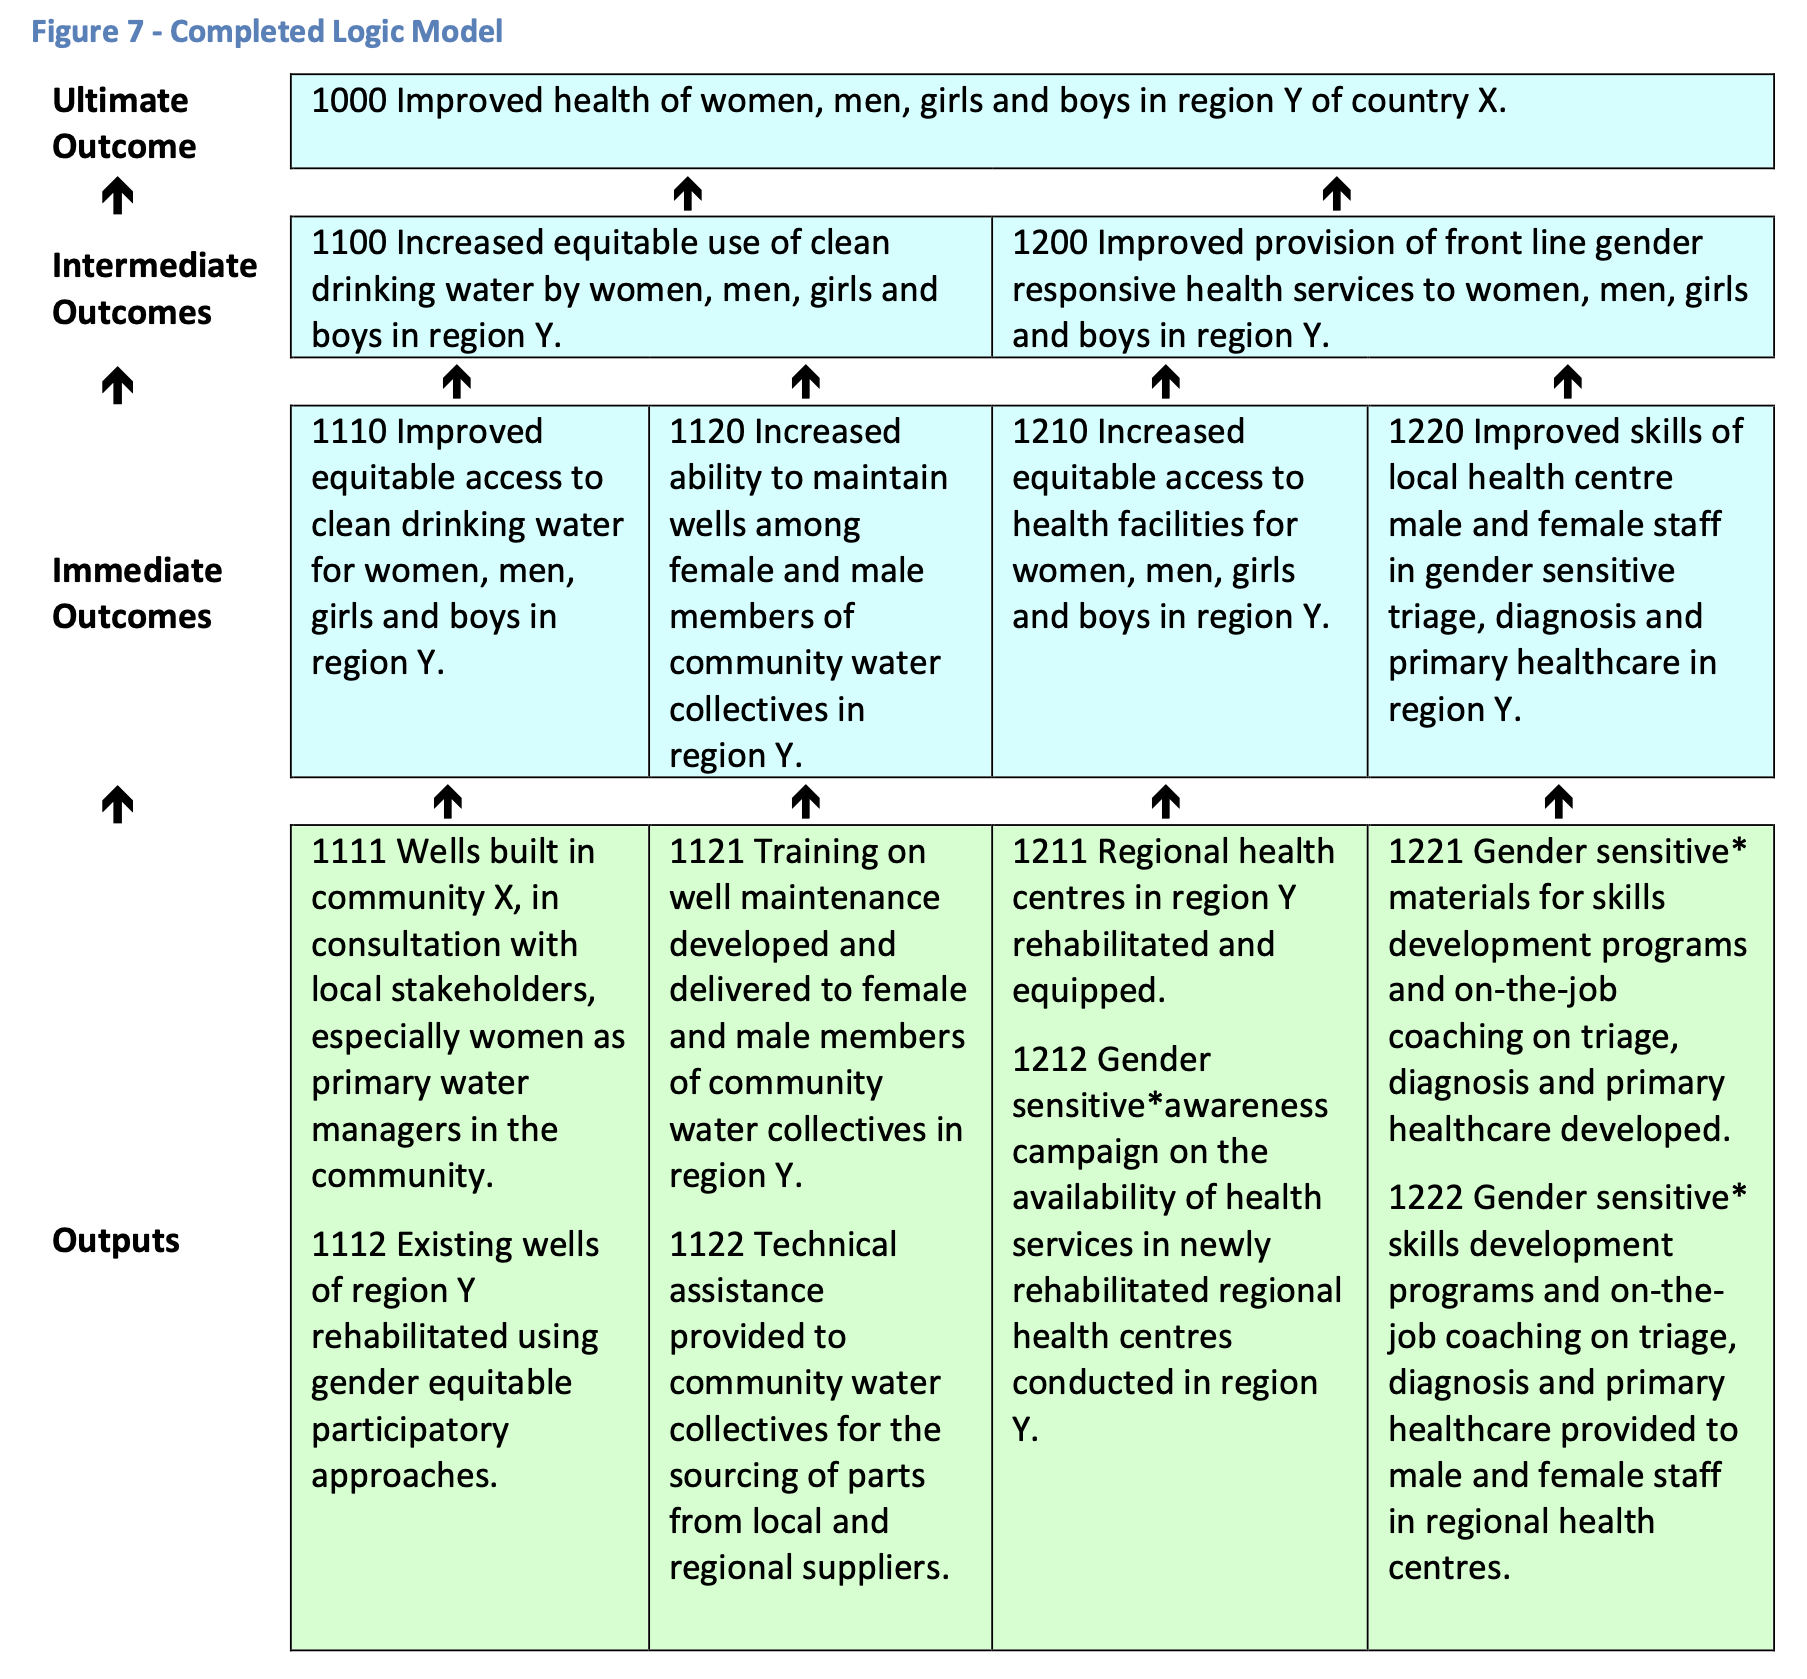 Figure 7 - Completed Logic Model
Ultimate
Outcome
1000 Improved health of women, men, girls and boys in region Y of country X.
Intermediate
Outcomes
1100 Increased equitable use of clean
drinking water by women, men, girls and
boys in region Y.
1200 Improved provision of front line gender
responsive health services to women, men, girls
and boys in region Y.
Immediate
Outcomes
1110 Improved
equitable access to
clean drinking water
for women, men,
girls and boys in
region Y.
1120 Increased
ability to maintain
wells among
female and male
members of
community water
collectives in
region Y.
1210 Increased
equitable access to
health facilities for
women, men, girls
and boys in region Y.
1220 Improved skills of
local health centre
male and female staff
in gender sensitive
triage, diagnosis and
primary healthcare in
region Y.
Outputs
1111 Wells built in
community X, in
consultation with
local stakeholders,
especially women as
primary water
managers in the
community.
1112 Existing wells
of region Y
rehabilitated using
gender equitable
participatory
approaches.
1121 Training on
well maintenance
developed and
delivered to female
and male members
of community
water collectives in
region Y.
1122 Technical
assistance
provided to
community water
collectives for the
sourcing of parts
from local and
regional suppliers.
1211 Regional health
centres in region Y
rehabilitated and
equipped.
1212 Gender
sensitive*awareness
campaign on the
availability of health
services in newly
rehabilitated regional
health centres
conducted in region
Y.
1221 Gender sensitive*
materials for skills
development programs
and on-the-job
coaching on triage,
diagnosis and primary
healthcare developed.
1222 Gender sensitive*
skills development
programs and on-the-
job coaching on triage,
diagnosis and primary
healthcare provided to
male and female staff
in regional health
centres.